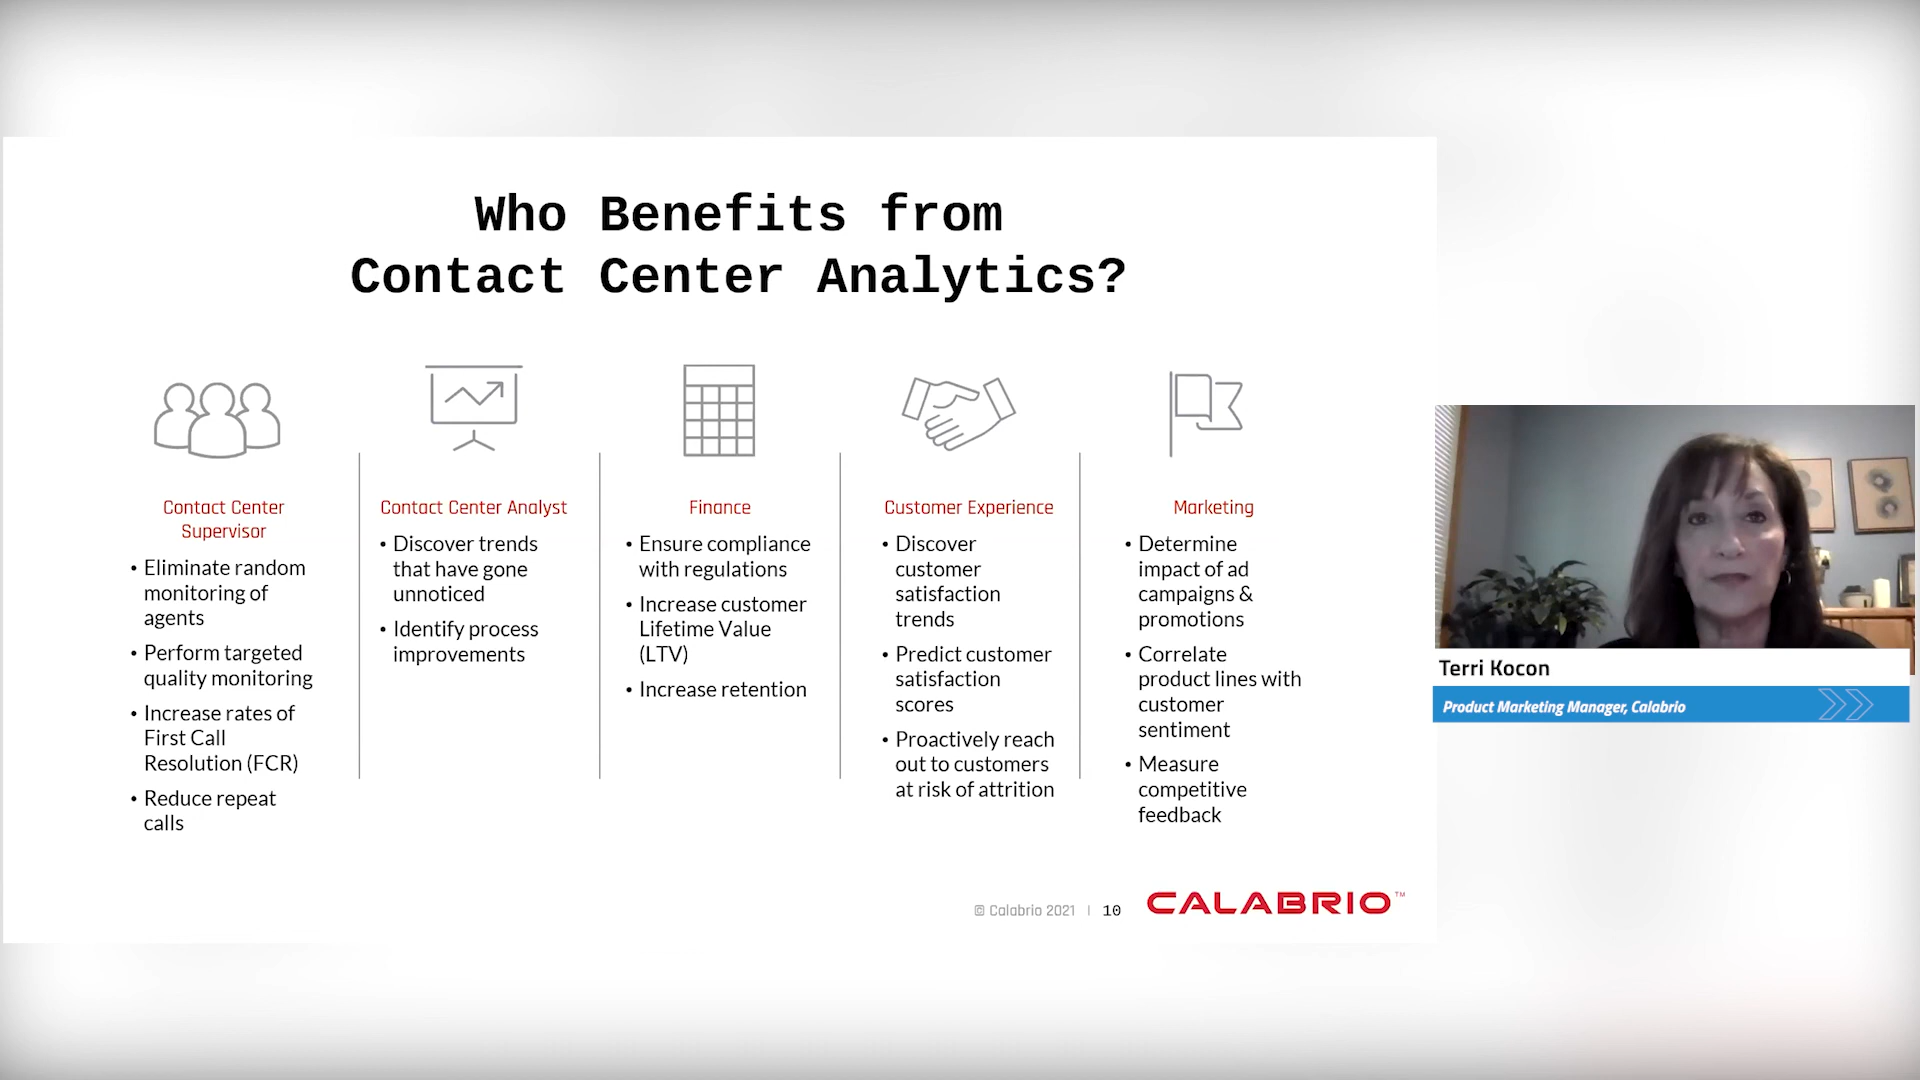 Who Benefits from
Contact Center Analytics?
Contact Center
Supervisor
• Eliminate random
monitoring of
agents
• Perform targeted
quality monitoring
• Increase rates of
First Call
Resolution (FCR)
• Reduce repeat
calls
Contact Center Analyst
• Discover trends
that have gone
unnoticed
• Identify process
improvements
Finance
• Ensure compliance
with regulations
• Increase customer
Lifetime Value
(LTV)
• Increase retention
Customer Experience
• Discover
customer
satisfaction
trends
• Predict customer
satisfaction
scores
• Proactively reach
out to customers
at risk of attrition
Marketing
• Determine
impact of ad
campaigns &
promotions
• Correlate
product lines with
customer
sentiment
• Measure
competitive
feedback
© Calabrio 2021 | 10
CALABRIO™
Terri Kocon
Product Marketing Manager, Calabrio